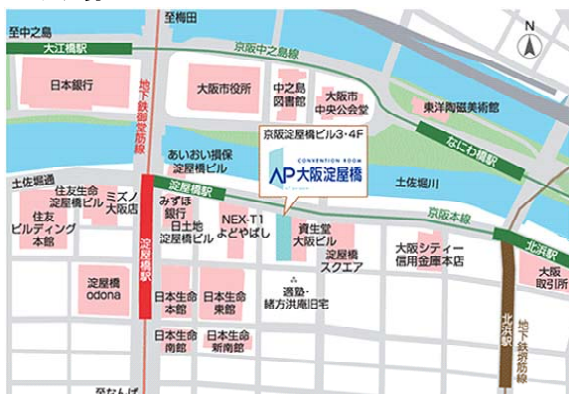 至梅田
N
至中之島
大江橋駅
京阪中之島線
日本銀行
地下鉄御堂筋線
大阪市役所
中之島
図書館
大阪市
中央公会堂
東洋陶磁美術館
なにわ橋駅
京阪淀屋橋ビル3・4F
CONVENTION ROOM
AP大阪淀屋橋
あいおい損保
淀屋橋ビル
土佐堀通
淀屋橋駅
土佐堀川
京阪本線
北浜駅
住友生命
淀屋橋ビル
ミズノ
大阪店
住友
ビルディング
本館
みずほ
銀行
日土地
淀屋橋ビル
NEX-T1
よどやばし
資生堂
大阪ビル
淀屋橋
スクエア
大阪シティー
信用金庫本店
大阪
取引所
淀屋橋駅
淀屋橋
odona
日本生命
本館
日本生命
東館
適塾・
緒方洪庵旧宅
日本生命
南館
日本生命
新南館
北浜駅
地下鉄堺筋線
至なんば